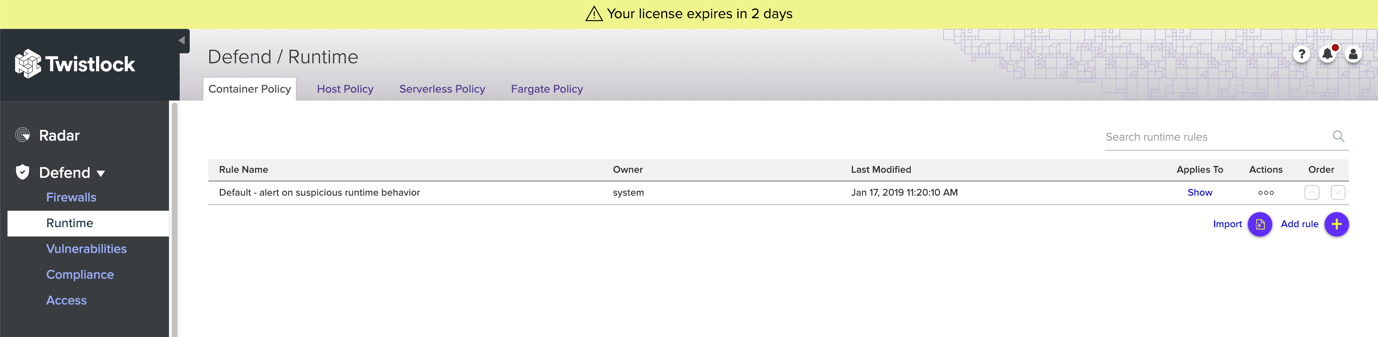 Your license expires in 2 days
Twistlock
Defend / Runtime
?
Container Policy Host Policy Serverless Policy Fargate Policy
Radar
Defend
Firewalls
Runtime
Vulnerabilities
Compliance
Access
Search runtime rules
Rule Name Owner Last Modified Applies To Actions Order
Default - alert on suspicious runtime behavior system Jan 17, 2019 11:20:10 AM Show
Import Add rule